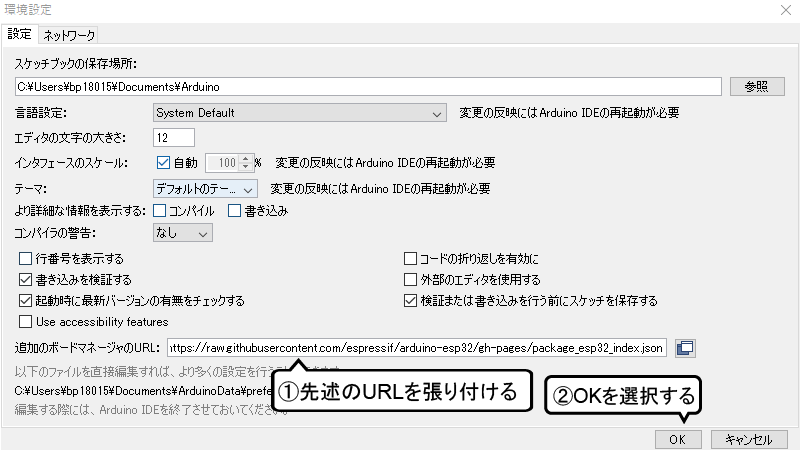 環境設定
設定 ネットワーク
スケッチブックの保存場所:
C:¥Users¥bp18015¥Documents¥Arduino 参照
言語設定: System Default 変更の反映にはArduino IDEの再起動が必要
エディタの文字の大きさ: 12
インタフェースのスケール: 自動 100 % 変更の反映にはArduino IDEの再起動が必要
テーマ: デフォルトのテー... 変更の反映にはArduino IDEの再起動が必要
より詳細な情報を表示する: コンパイル 書き込み
コンパイラの警告: なし
行番号を表示する コードの折り返しを有効に
書き込みを検証する 外部のエディタを使用する
起動時に最新バージョンの有無をチェックする 検証または書き込みを行う前にスケッチを保存する
Use accessibility features
追加のボードマネージャのURL: ttps://raw.githubusercontent.com/espressif/arduino-esp32/gh-pages/package_esp32_index.json
以下のファイルを直接編集すれば、より多くの設定を行う
C:¥Users¥bp18015¥Documents¥ArduinoData¥prefe
編集する際には、Arduino IDEを終了させておいてください。
①先述のURLを張り付ける
②OKを選択する
OK キャンセル